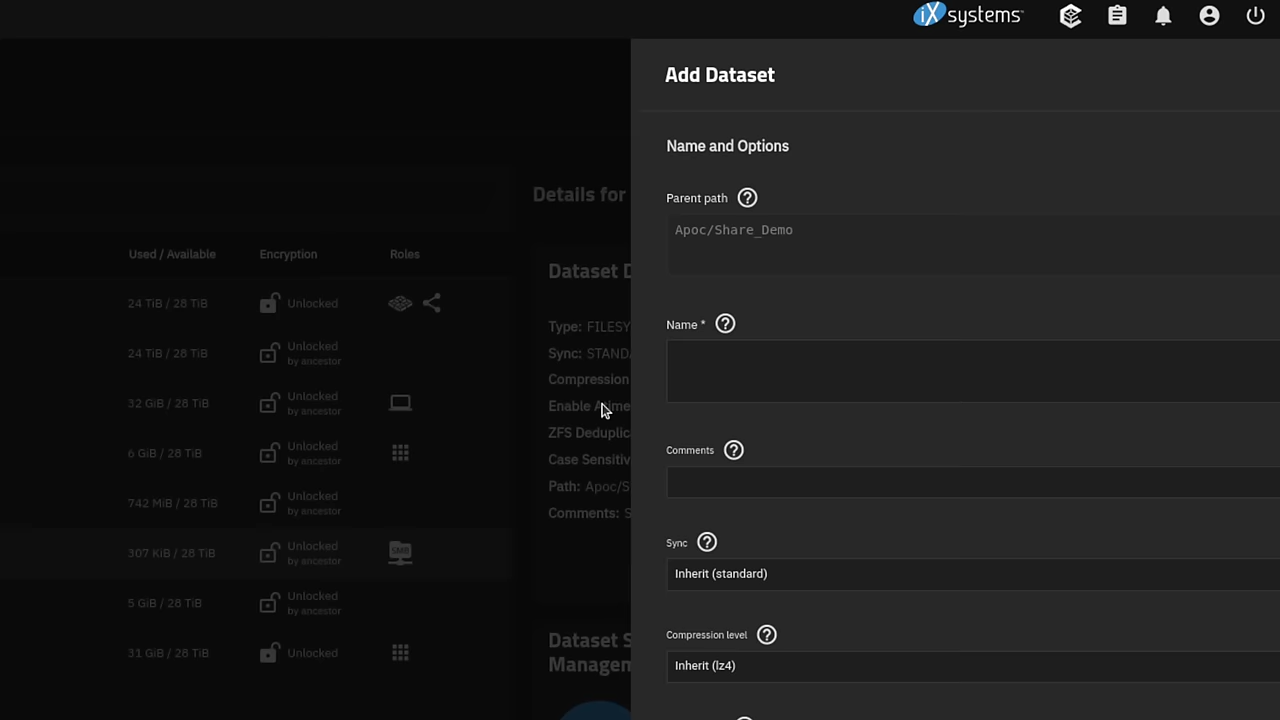 iX systems
Add Dataset
Name and Options
Parent path
Apoc/Share_Demo
Name *
Comments
Sync
Inherit (standard)
Compression level
Inherit (lz4)
Details for
Used / Available Encryption Roles
24 TiB / 28 TiB Unlocked
24 TiB / 28 TiB Unlocked
by ancestor
32 GiB / 28 TiB Unlocked
by ancestor
6 GiB / 28 TiB Unlocked
by ancestor
742 MiB / 28 TiB Unlocked
by ancestor
307 KiB / 28 TiB Unlocked
by ancestor
SMB
5 GiB / 28 TiB Unlocked
by ancestor
31 GiB / 28 TiB Unlocked
Dataset D
Type: FILESY
Sync: STANDA
Compression
Enable Atime
ZFS Deduplic
Case Sensitiv
Path: Apoc/S
Comments: S
Dataset S
Managem